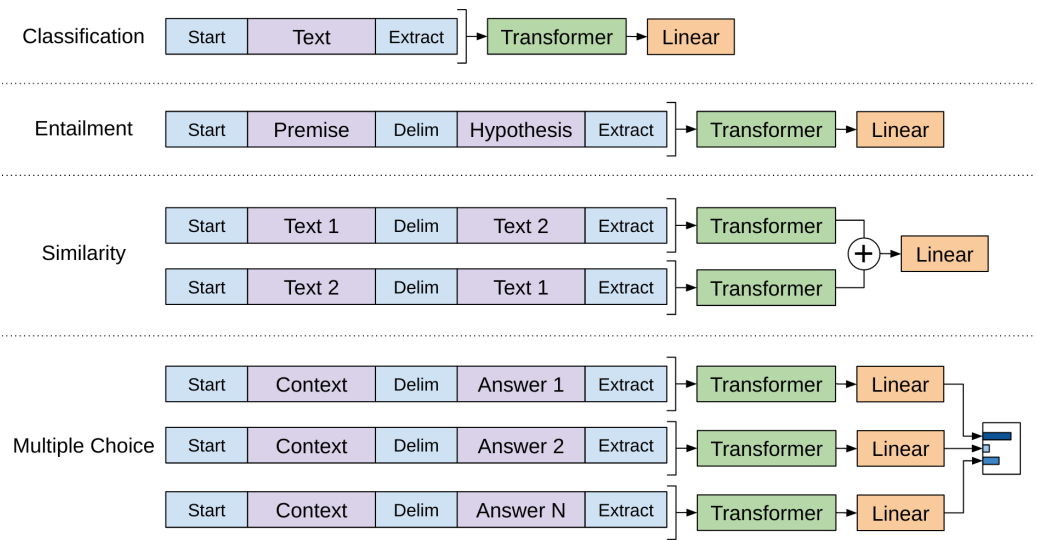 Classification Start Text Extract Transformer Linear
Entailment Start Premise Delim Hypothesis Extract Transformer Linear
Similarity
Start Text 1 Delim Text 2 Extract Transformer
+ Linear
Start Text 2 Delim Text 1 Extract Transformer
Multiple Choice
Start Context Delim Answer 1 Extract Transformer Linear
Start Context Delim Answer 2 Extract Transformer Linear
Start Context Delim Answer N Extract Transformer Linear